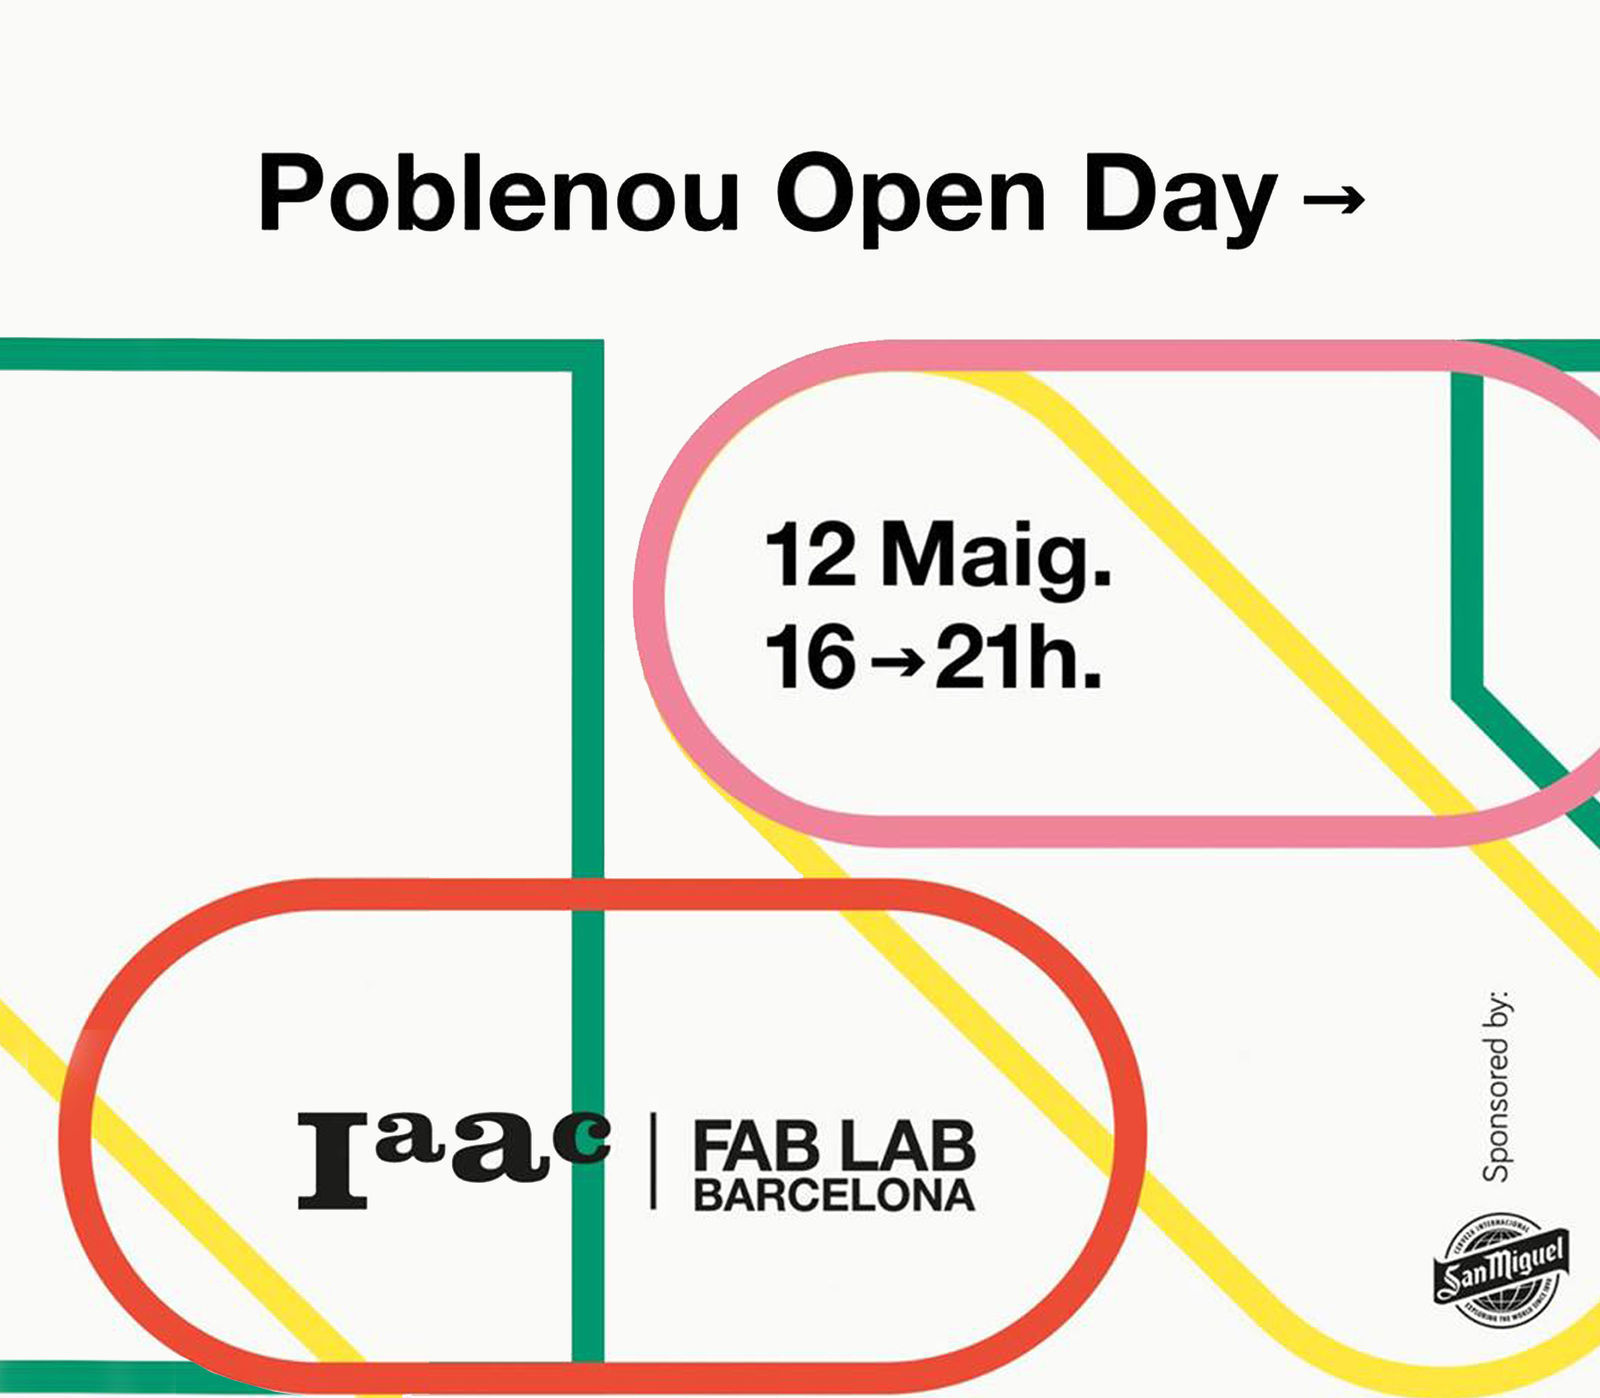 Poblenou Open Day →
12 Maig.
16 → 21h.
Iaac | FAB LAB
BARCELONA
Sponsored by:
CERVEZA INTERNACIONAL
San Miguel
EXPLORING THE WORLD SINCE 1890